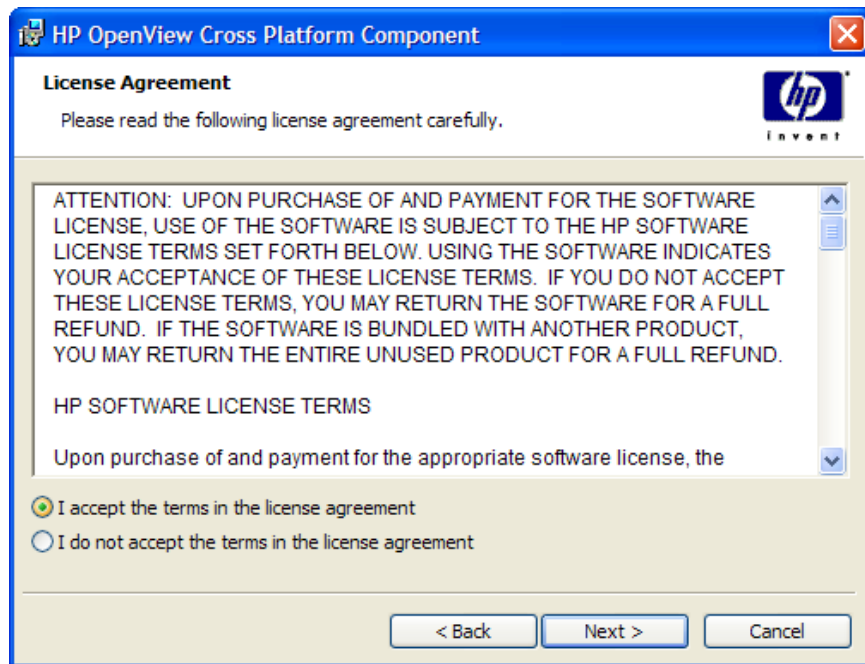 HP OpenView Cross Platform Component
License Agreement
Please read the following license agreement carefully.
hp
invent
ATTENTION:  UPON PURCHASE OF AND PAYMENT FOR THE SOFTWARE
LICENSE, USE OF THE SOFTWARE IS SUBJECT TO THE HP SOFTWARE
LICENSE TERMS SET FORTH BELOW. USING THE SOFTWARE INDICATES
YOUR ACCEPTANCE OF THESE LICENSE TERMS.  IF YOU DO NOT ACCEPT
THESE LICENSE TERMS, YOU MAY RETURN THE SOFTWARE FOR A FULL
REFUND.  IF THE SOFTWARE IS BUNDLED WITH ANOTHER PRODUCT,
YOU MAY RETURN THE ENTIRE UNUSED PRODUCT FOR A FULL REFUND.
HP SOFTWARE LICENSE TERMS
Upon purchase of and payment for the appropriate software license, the
I accept the terms in the license agreement
I do not accept the terms in the license agreement
< Back
Next >
Cancel